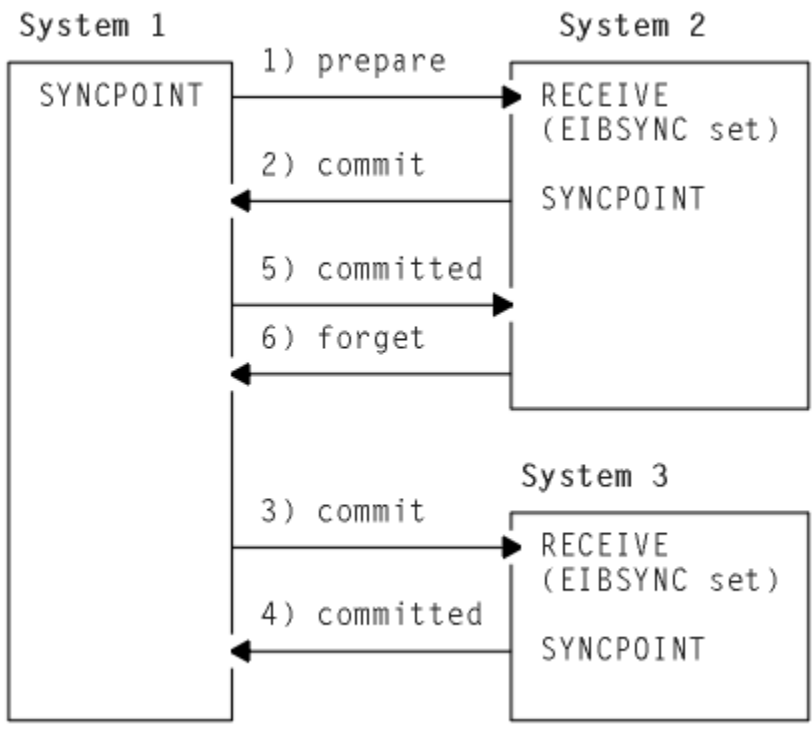 System 1
System 2
1) prepare
SYNCPOINT
RECEIVE
(EIBSYNC set)
2) commit
SYNCPOINT
5) committed
6) forget
System 3
3) commit
RECEIVE
(EIBSYNC set)
4) committed
SYNCPOINT